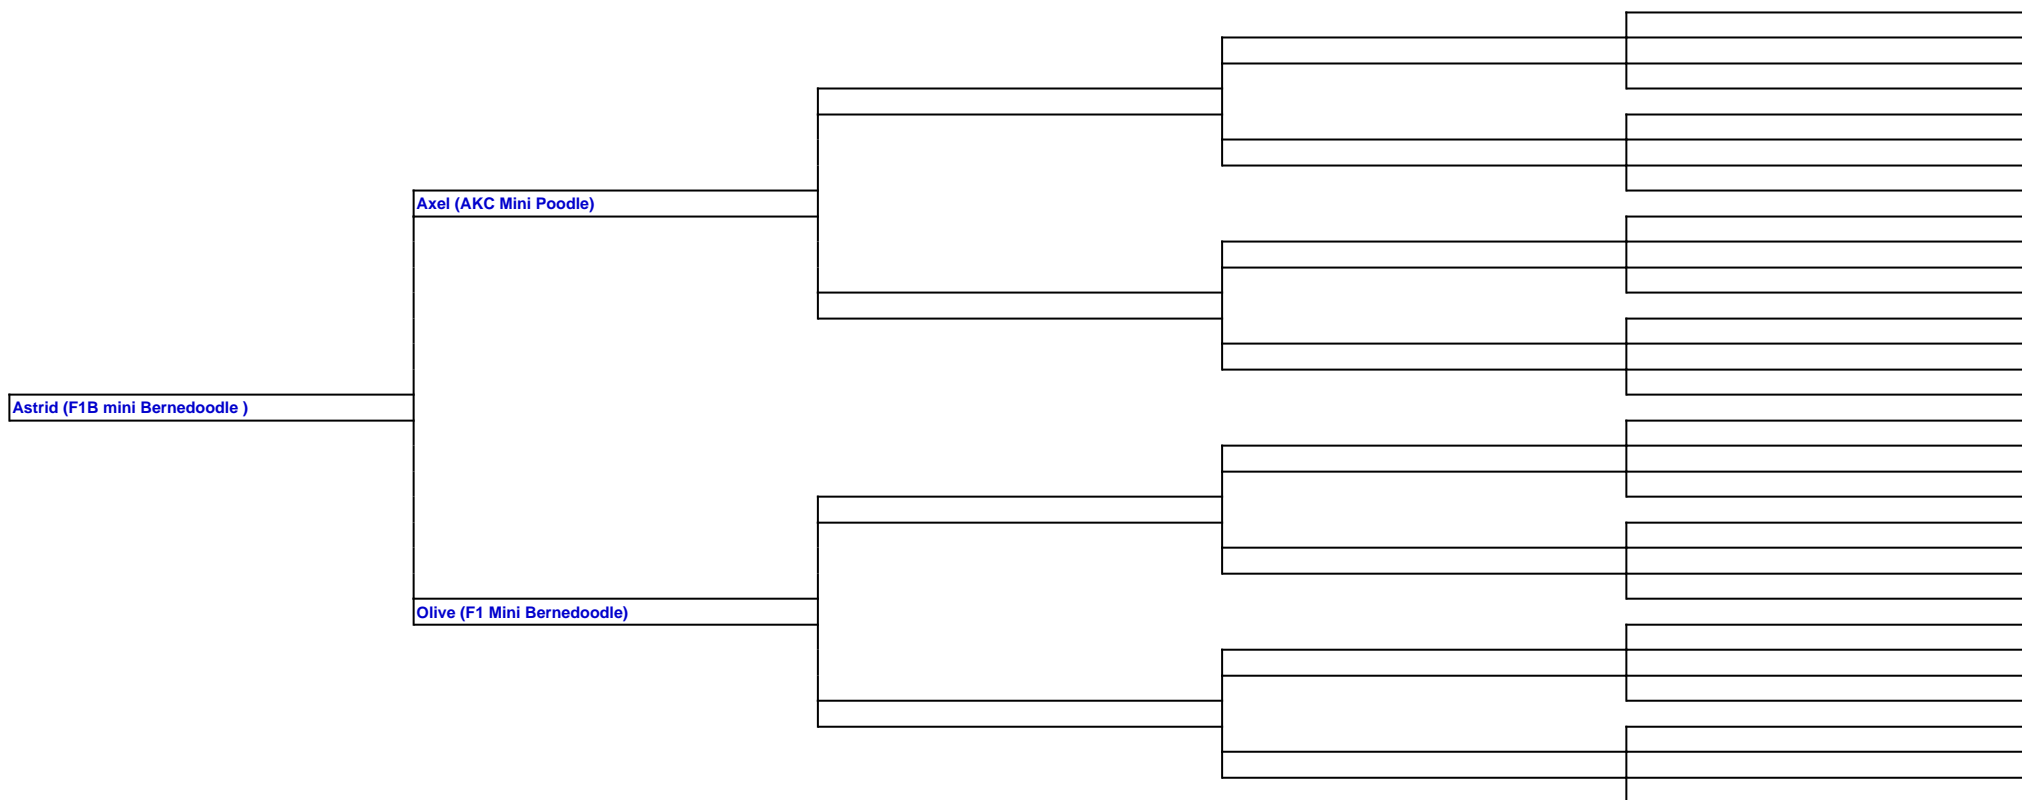 Axel (AKC Mini Poodle)
Astrid (F1B mini Bernedoodle )
Olive (F1 Mini Bernedoodle)